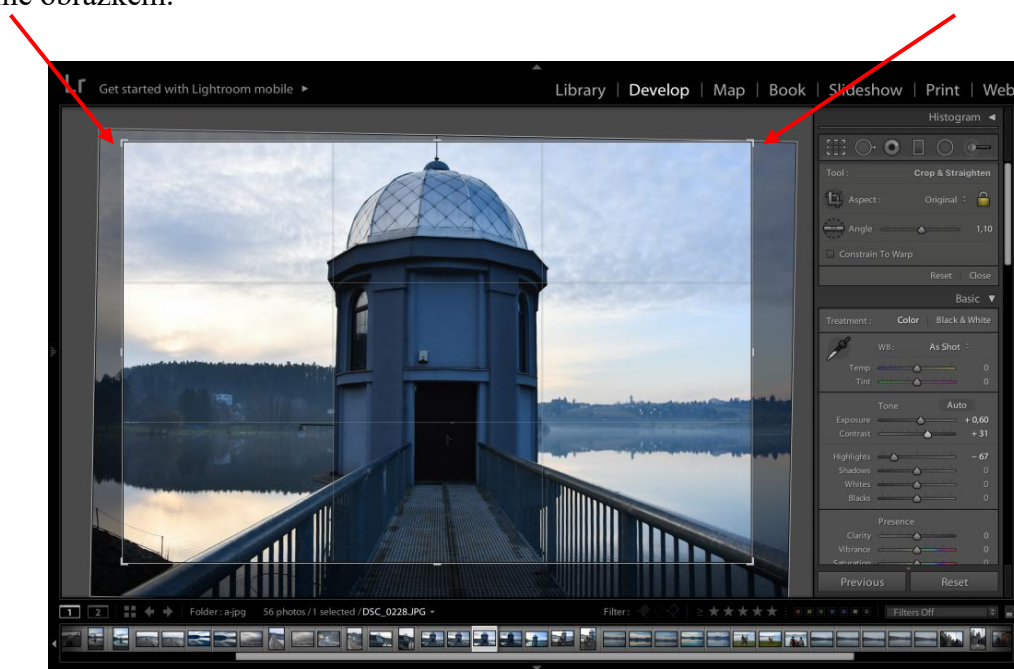 Lr Get started with Lightroom mobile ▸ Library | Develop | Map | Book | Slideshow | Print | Web
Histogram
Tool : Crop & Straighten
Aspect : Original
Angle 1,10
Constrain To Warp
Reset Close
Basic
Treatment : Color Black & White
WB : As Shot
Temp 0
Tint 0
Tone Auto
Exposure + 0,60
Contrast + 31
Highlights – 67
Shadows 0
Whites 0
Blacks 0
Presence
Clarity 0
Vibrance 0
Saturation 0
Previous Reset
1 2 Folder : a-jpg 56 photos / 1 selected / DSC_0228.JPG Filter : ≥ ★★★★★ Filters Off